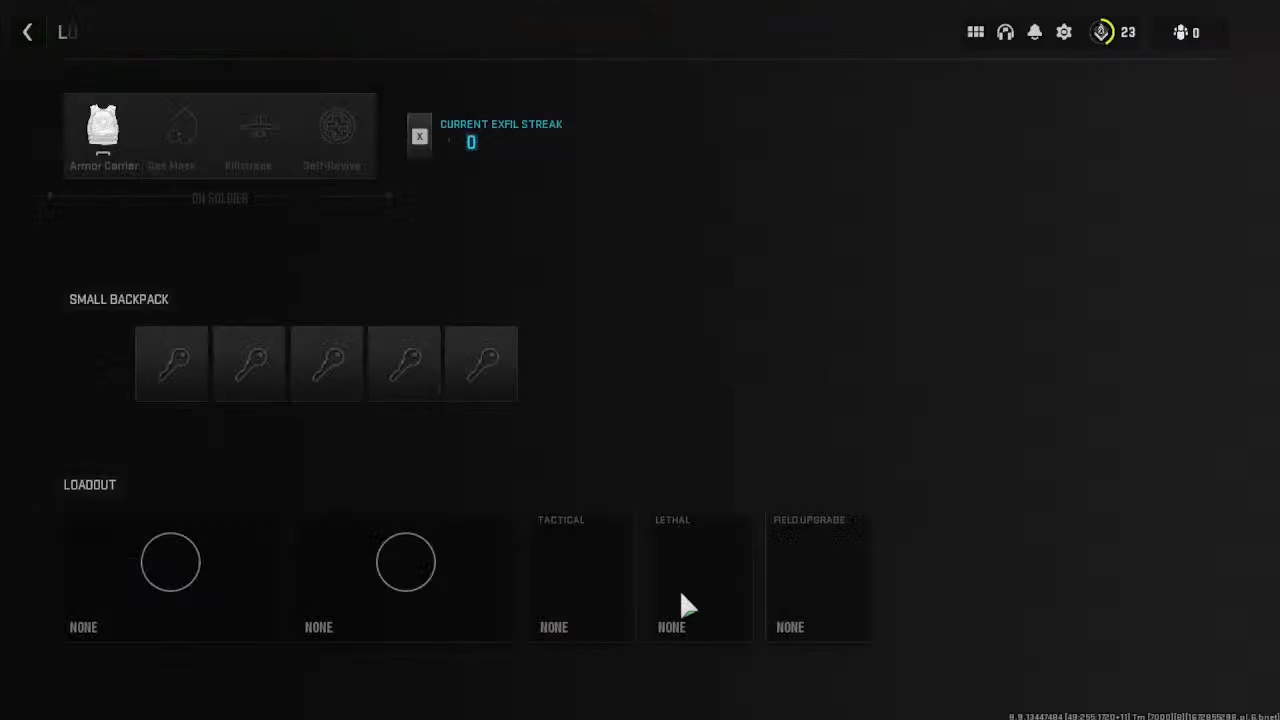 23
0
X
CURRENT EXFIL STREAK
0
Armor Carrier
Gas Mask
Killstreak
Self-Revive
ON SOLDIER
SMALL BACKPACK
LOADOUT
TACTICAL
LETHAL
FIELD UPGRADE
NONE
NONE
NONE
NONE
NONE